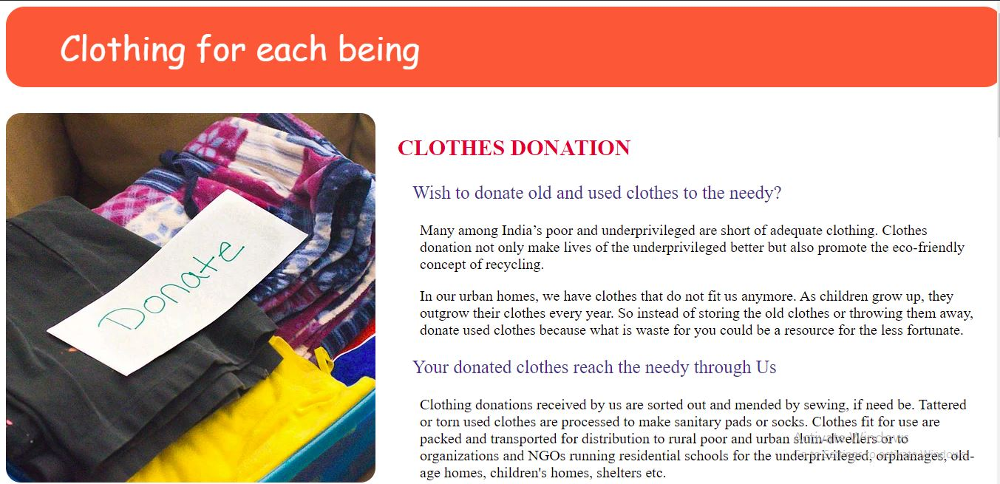 Clothing for each being
Donate
CLOTHES DONATION
Wish to donate old and used clothes to the needy?
Many among India’s poor and underprivileged are short of adequate clothing. Clothes
donation not only make lives of the underprivileged better but also promote the eco-friendly
concept of recycling.
In our urban homes, we have clothes that do not fit us anymore. As children grow up, they
outgrow their clothes every year. So instead of storing the old clothes or throwing them away,
donate used clothes because what is waste for you could be a resource for the less fortunate.
Your donated clothes reach the needy through Us
Clothing donations received by us are sorted out and mended by sewing, if need be. Tattered
or torn used clothes are processed to make sanitary pads or socks. Clothes fit for use are
packed and transported for distribution to rural poor and urban slum-dwellers or to
organizations and NGOs running residential schools for the underprivileged, orphanages, old-
age homes, children's homes, shelters etc.
Activate Windows
Go to Settings to activate Windows.